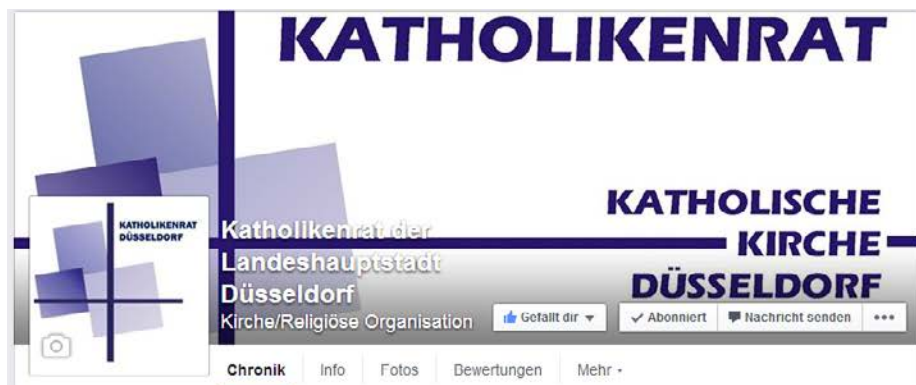 KATHOLIKENRAT
KATHOLISCHE
KIRCHE
DÜSSELDORF
KATHOLIKENRAT
DÜSSELDORF
Katholikenrat der
Landeshauptstadt
Düsseldorf
Kirche/Religiöse Organisation
Gefällt dir
Abonniert
Nachricht senden
Chronik Info Fotos Bewertungen Mehr